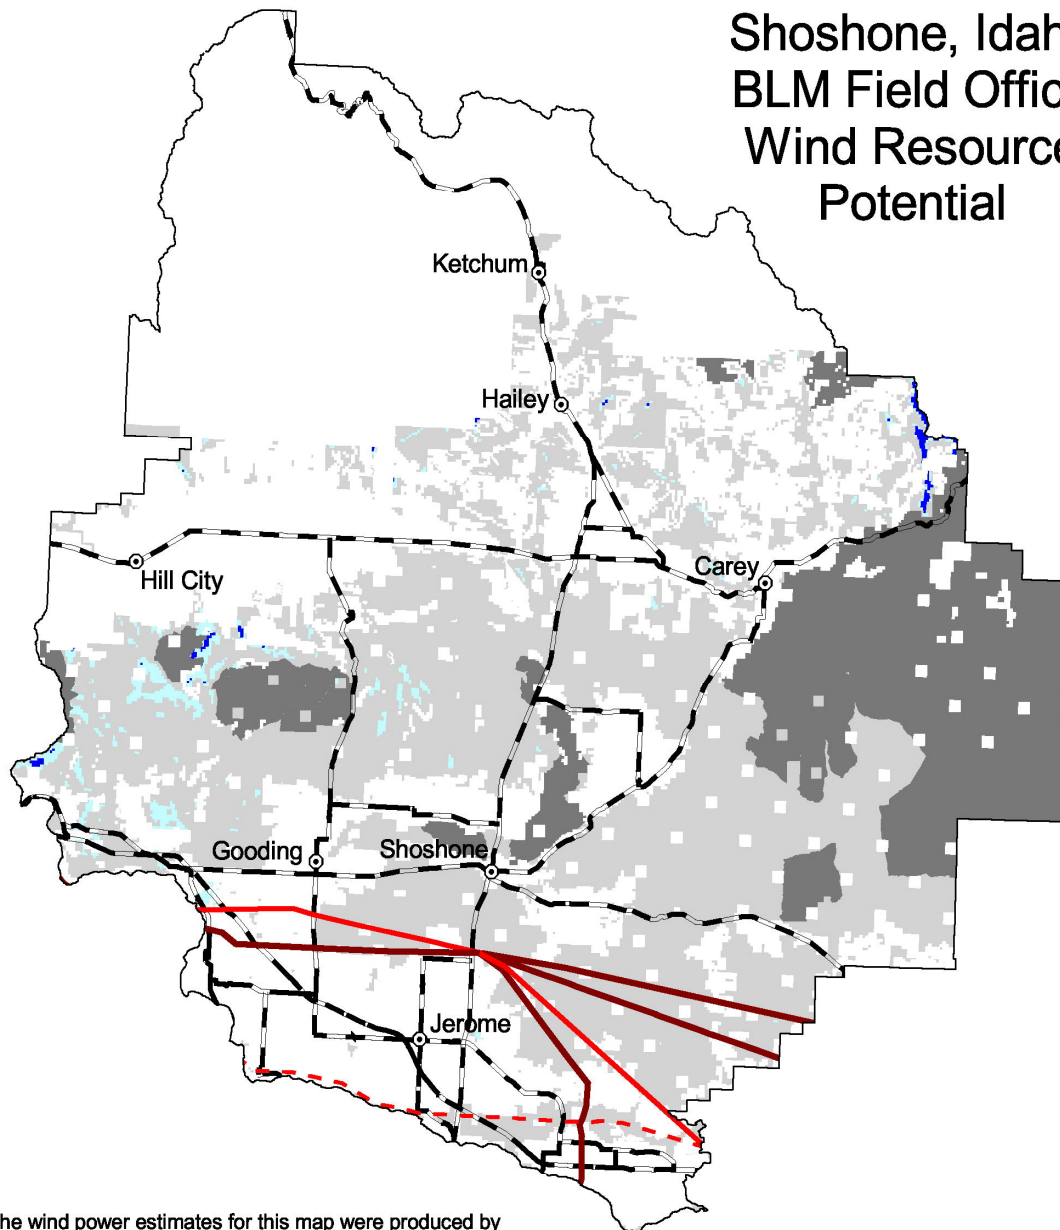 Shoshone, Idah
BLM Field Offic
Wind Resource
Potential
Ketchum
Hailey
Carey
Hill City
Gooding
Shoshone
Jerome
he wind power estimates for this map were produced by